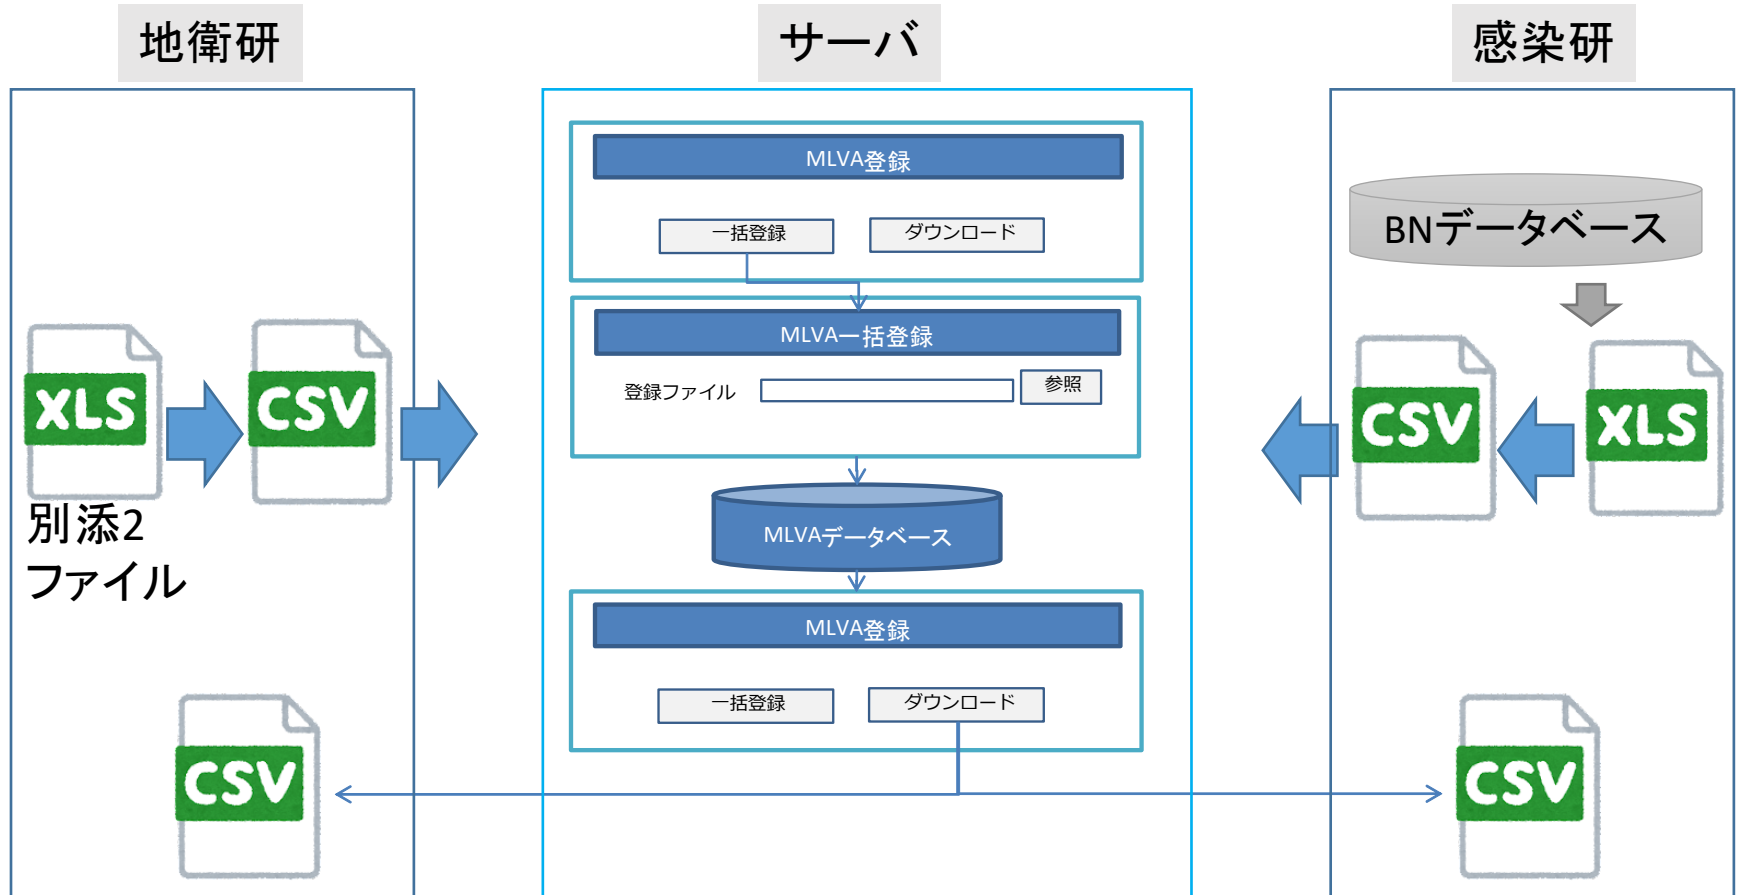 地衛研
サーバ
感染研
MLVA登録
一括登録
ダウンロード
MLVA一括登録
登録ファイル
参照
MLVAデータベース
MLVA登録
一括登録
ダウンロード
XLS
CSV
別添2
ファイル
CSV
BNデータベース
CSV
XLS
CSV